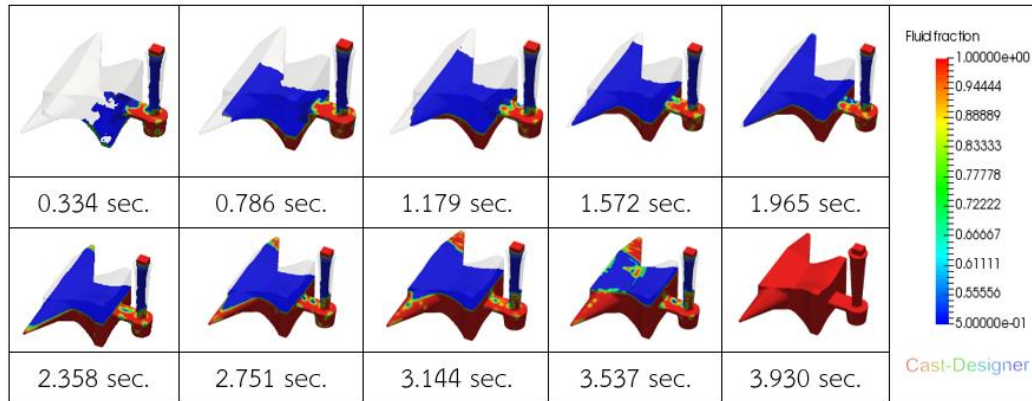 0.334 sec.
0.786 sec.
1.179 sec.
1.572 sec.
1.965 sec.
2.358 sec.
2.751 sec.
3.144 sec.
3.537 sec.
3.930 sec.
Fluid fraction
1.00000e+00
0.94444
0.88889
0.83333
0.77778
0.72222
0.66667
0.61111
0.55556
5.00000e-01
Cast-Designer